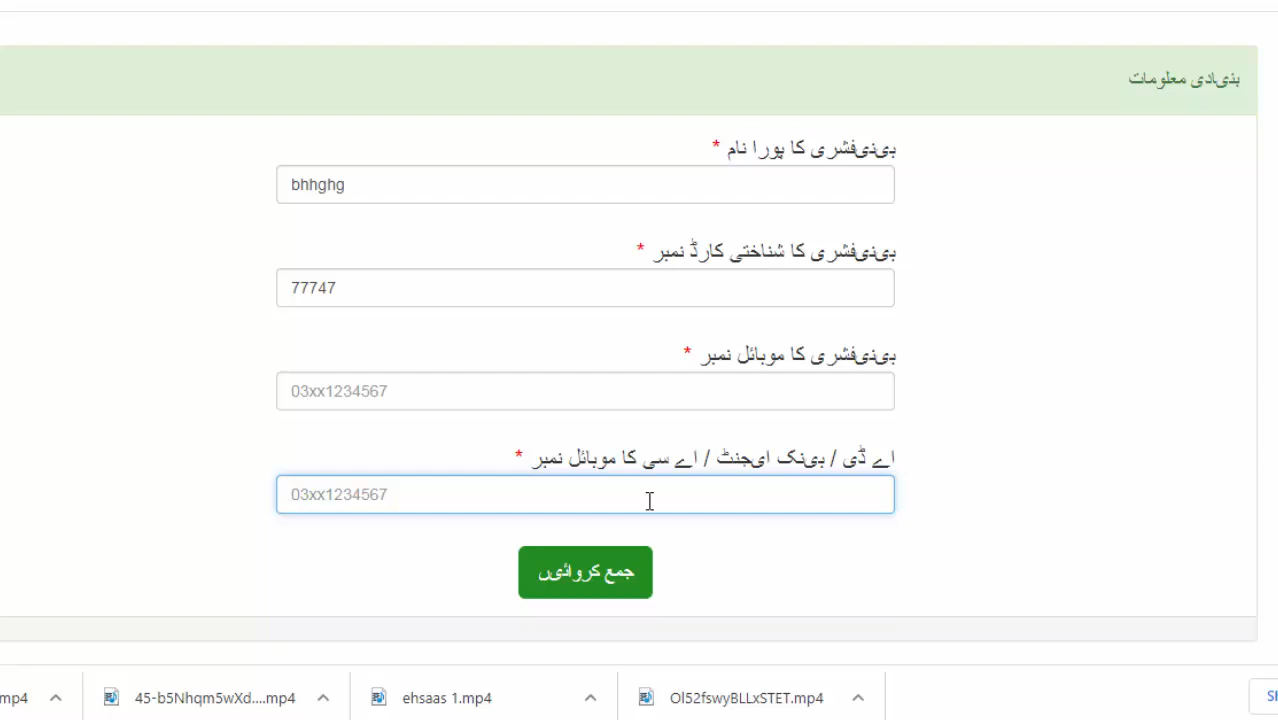 بنیادی معلومات
بینیفشری کا پورا نام *
bhhghg
بینیفشری کا شناختی کارڈ نمبر *
77747
بینیفشری کا موبائل نمبر *
03xx1234567
اے ڈی / بینک ایجنٹ / اے سی کا موبائل نمبر *
03xx1234567
جمع کروائیں
mp4 45-b5Nhqm5wXd....mp4 ehsaas 1.mp4 Ol52fswyBLLxSTET.mp4